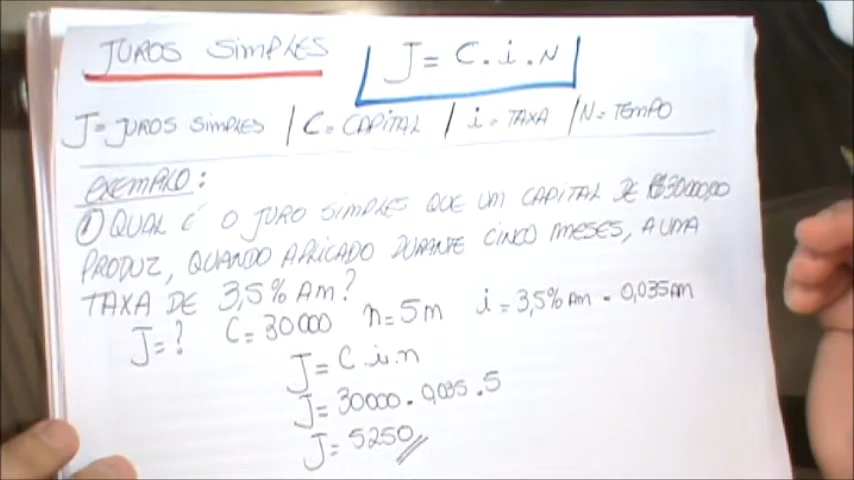 JUROS SIMPLES J = C.i.N
J= JUROS SIMPLES / C= CAPITAL / i= TAXA / N= TEMPO
EXEMPLO:
① QUAL É O JURO SIMPLES QUE UM CAPITAL DE R$30000,00
PRODUZ, QUANDO APLICADO DURANTE CINCO MESES, A UMA
TAXA DE 3,5% AM?
J=? C= 30000 n= 5m i= 3,5% AM = 0,035 AM
J= C.i.n
J= 30000 . 0,035 . 5
J= 5250//